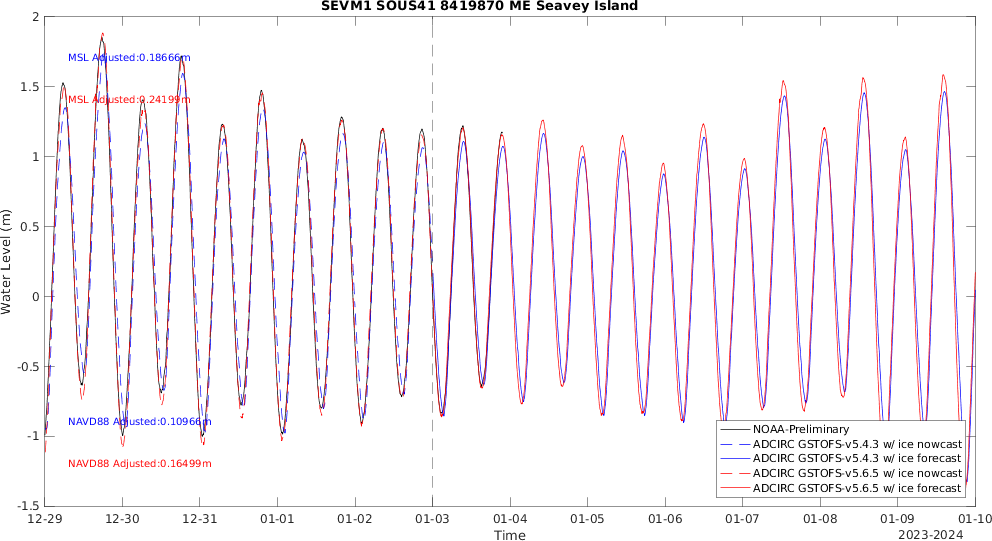 SEVM1 SOUS41 8419870 ME Seavey Island
2
1.5
1
0.5
0
-0.5
-1
-1.5
Water Level (m)
MSL Adjusted:0.18666m
MSL Adjusted:0.24199m
NAVD88 Adjusted:0.10966m
NAVD88 Adjusted:0.16499m
NOAA-Preliminary
ADCIRC GSTOFS-v5.4.3 w/ ice nowcast
ADCIRC GSTOFS-v5.4.3 w/ ice forecast
ADCIRC GSTOFS-v5.6.5 w/ ice nowcast
ADCIRC GSTOFS-v5.6.5 w/ ice forecast
12-29 12-30 12-31 01-01 01-02 01-03 01-04 01-05 01-06 01-07 01-08 01-09 01-10
Time
2023-2024